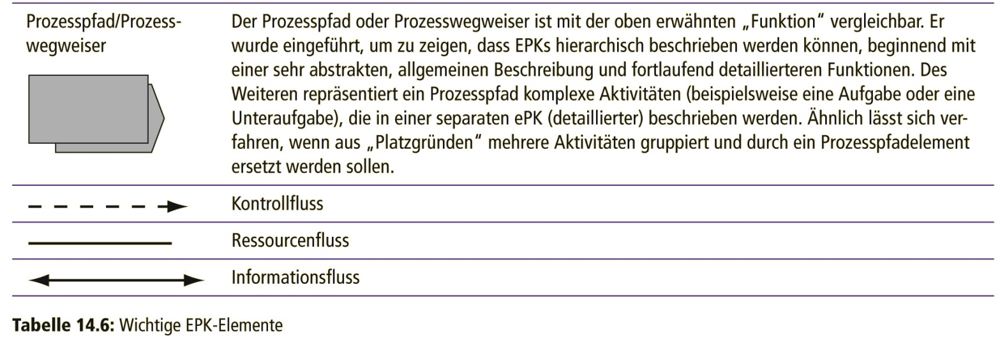 Prozesspfad/Prozess-
wegweiser
Der Prozesspfad oder Prozesswegweiser ist mit der oben erwähnten „Funktion“ vergleichbar. Er
wurde eingeführt, um zu zeigen, dass EPKs hierarchisch beschrieben werden können, beginnend mit
einer sehr abstrakten, allgemeinen Beschreibung und fortlaufend detaillierteren Funktionen. Des
Weiteren repräsentiert ein Prozesspfad komplexe Aktivitäten (beispielsweise eine Aufgabe oder eine
Unteraufgabe), die in einer separaten ePK (detaillierter) beschrieben werden. Ähnlich lässt sich ver-
fahren, wenn aus „Platzgründen“ mehrere Aktivitäten gruppiert und durch ein Prozesspfadelement
ersetzt werden sollen.
Kontrollfluss
Ressourcenfluss
Informationsfluss
Tabelle 14.6: Wichtige EPK-Elemente